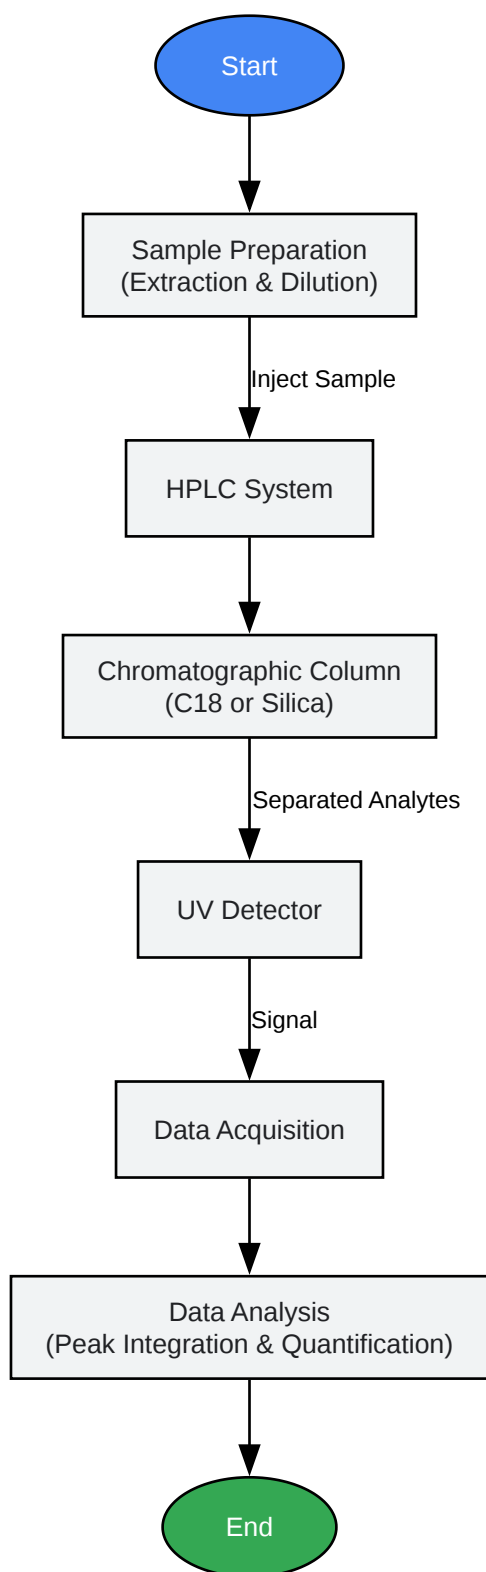 Start
Sample Preparation
(Extraction & Dilution)
Inject Sample
HPLC System
Chromatographic Column
(C18 or Silica)
Separated Analytes
UV Detector
Signal
Data Acquisition
Data Analysis
(Peak Integration & Quantification)
End